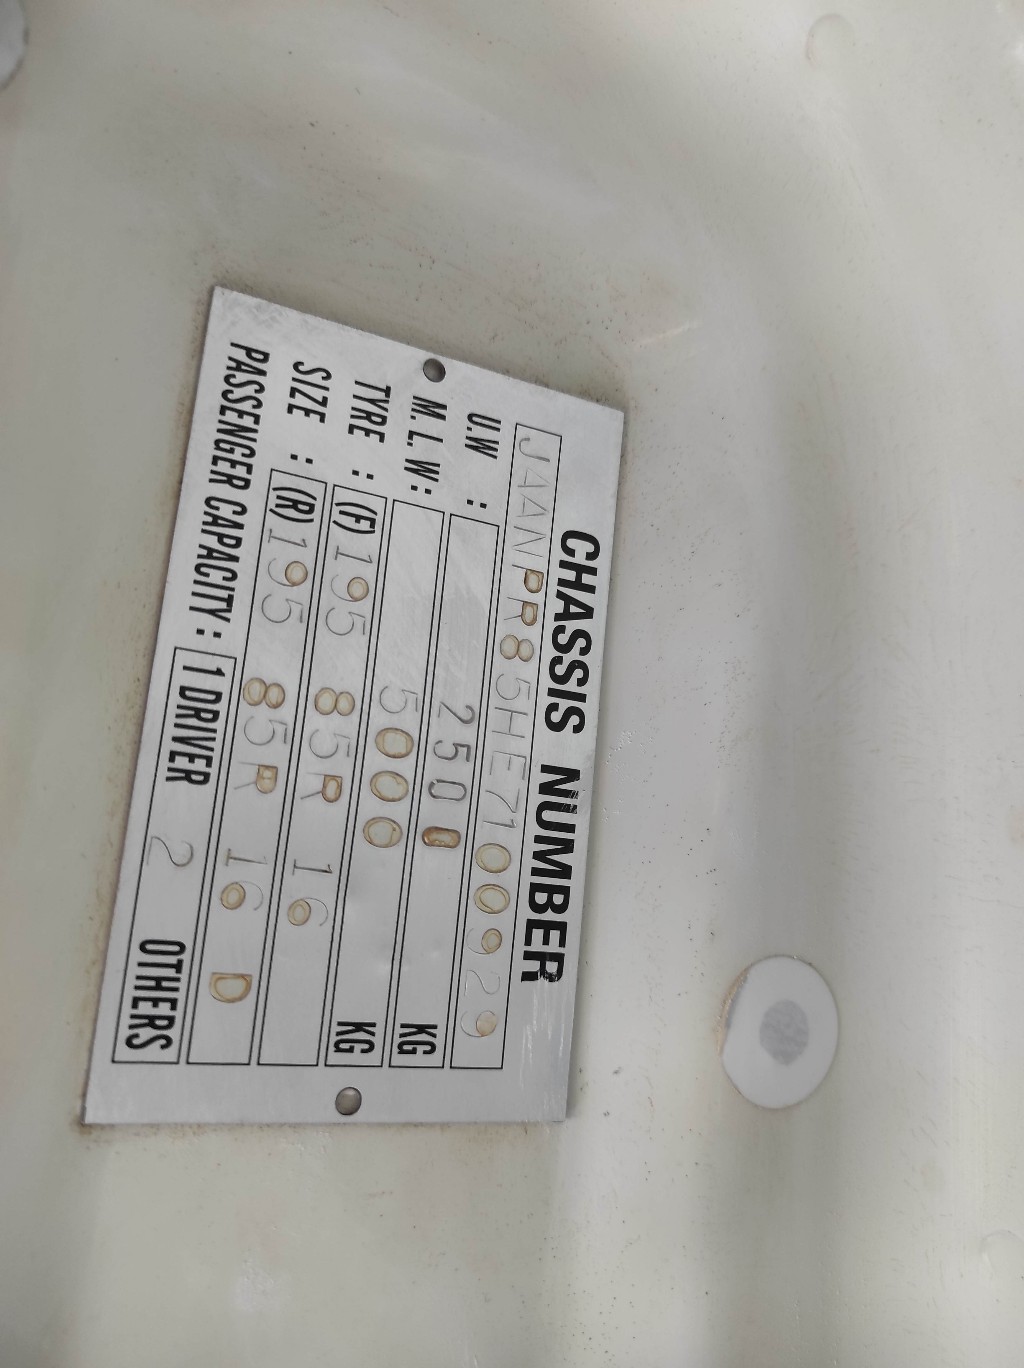 CHASSIS NUMBER
JAANPR85HE7100929
U.W : 2500 KG
M.L.W: 5000 KG
TYRE : (F) 195 85R 16
SIZE : (R) 195 85R 16 D
PASSENGER CAPACITY : 1 DRIVER 2 OTHERS